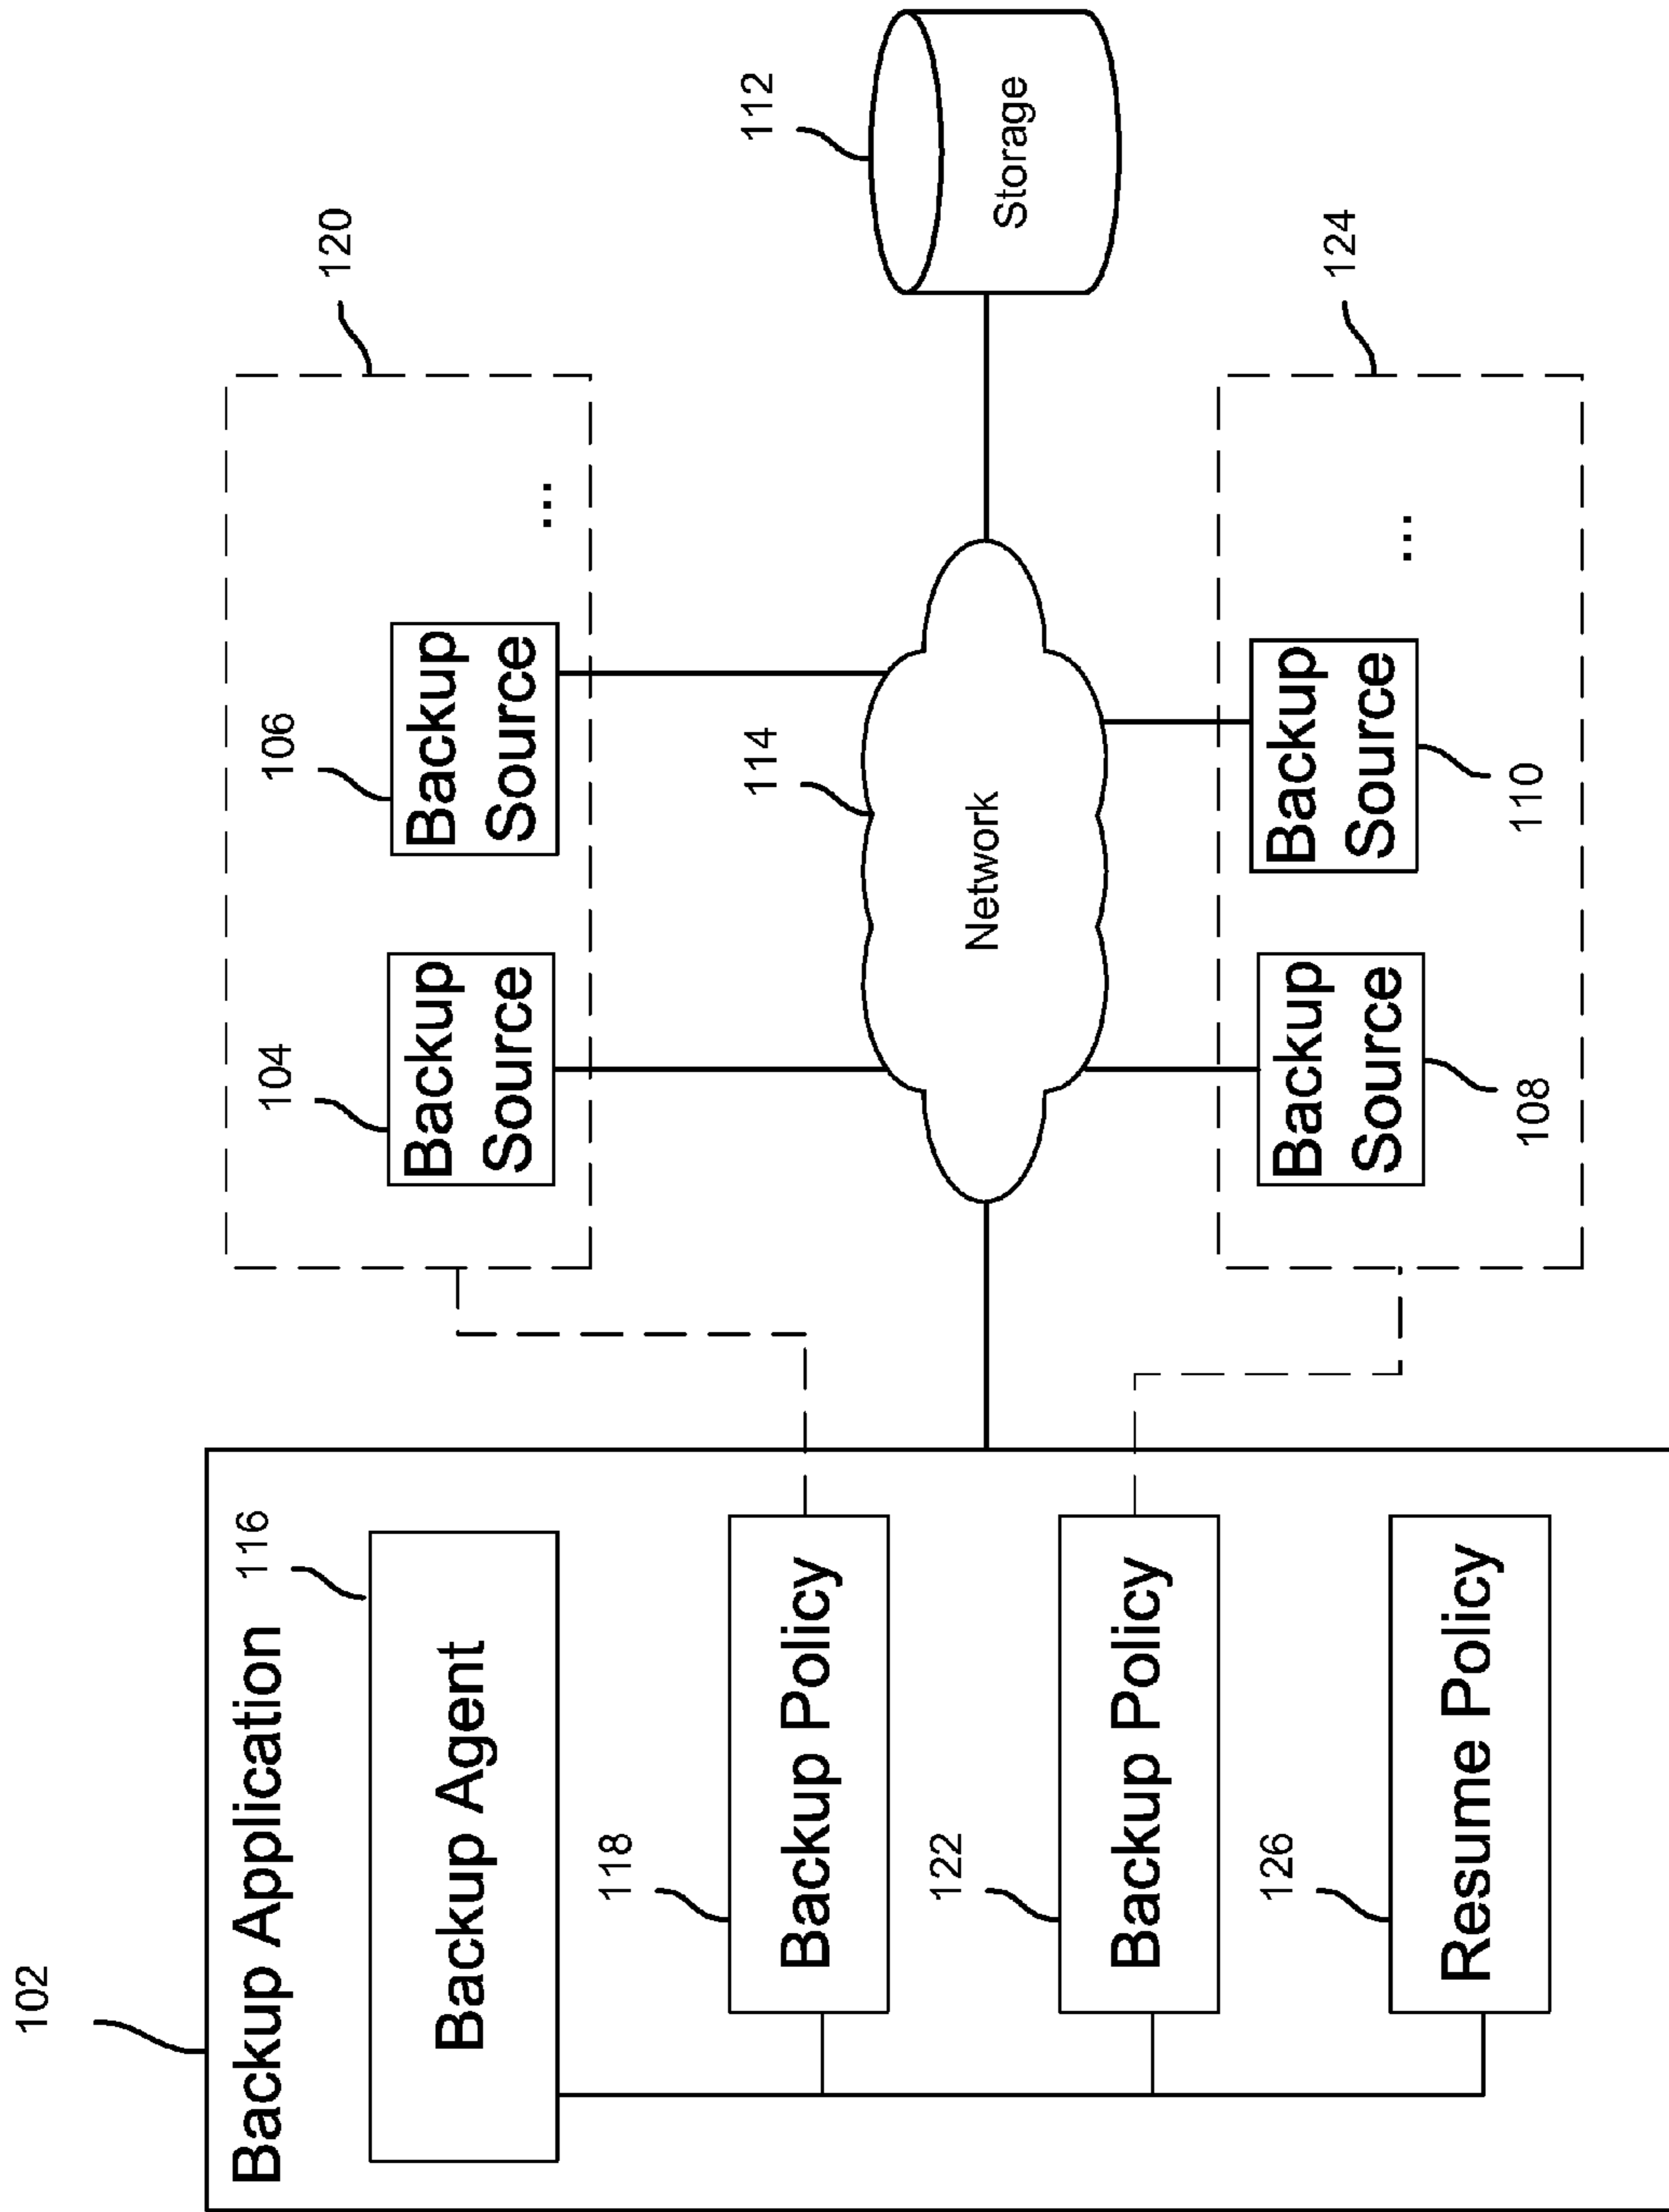 102
Backup Application
116
Backup Agent
118
Backup Policy
122
Backup Policy
126
Resume Policy
120
104
Backup
Source
106
Backup
Source
...
114
Network
112
Storage
124
Backup
Source
108
Backup
Source
110
...